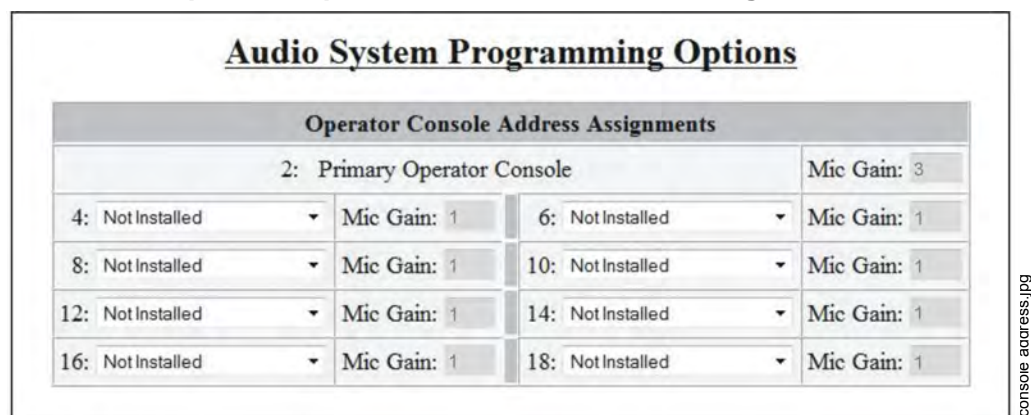 Audio System Programming Options
Operator Console Address Assignments
2: Primary Operator Console Mic Gain: 3
4: Not Installed Mic Gain: 1 6: Not Installed Mic Gain: 1
8: Not Installed Mic Gain: 1 10: Not Installed Mic Gain: 1
12: Not Installed Mic Gain: 1 14: Not Installed Mic Gain: 1
16: Not Installed Mic Gain: 1 18: Not Installed Mic Gain: 1
console address.jpg